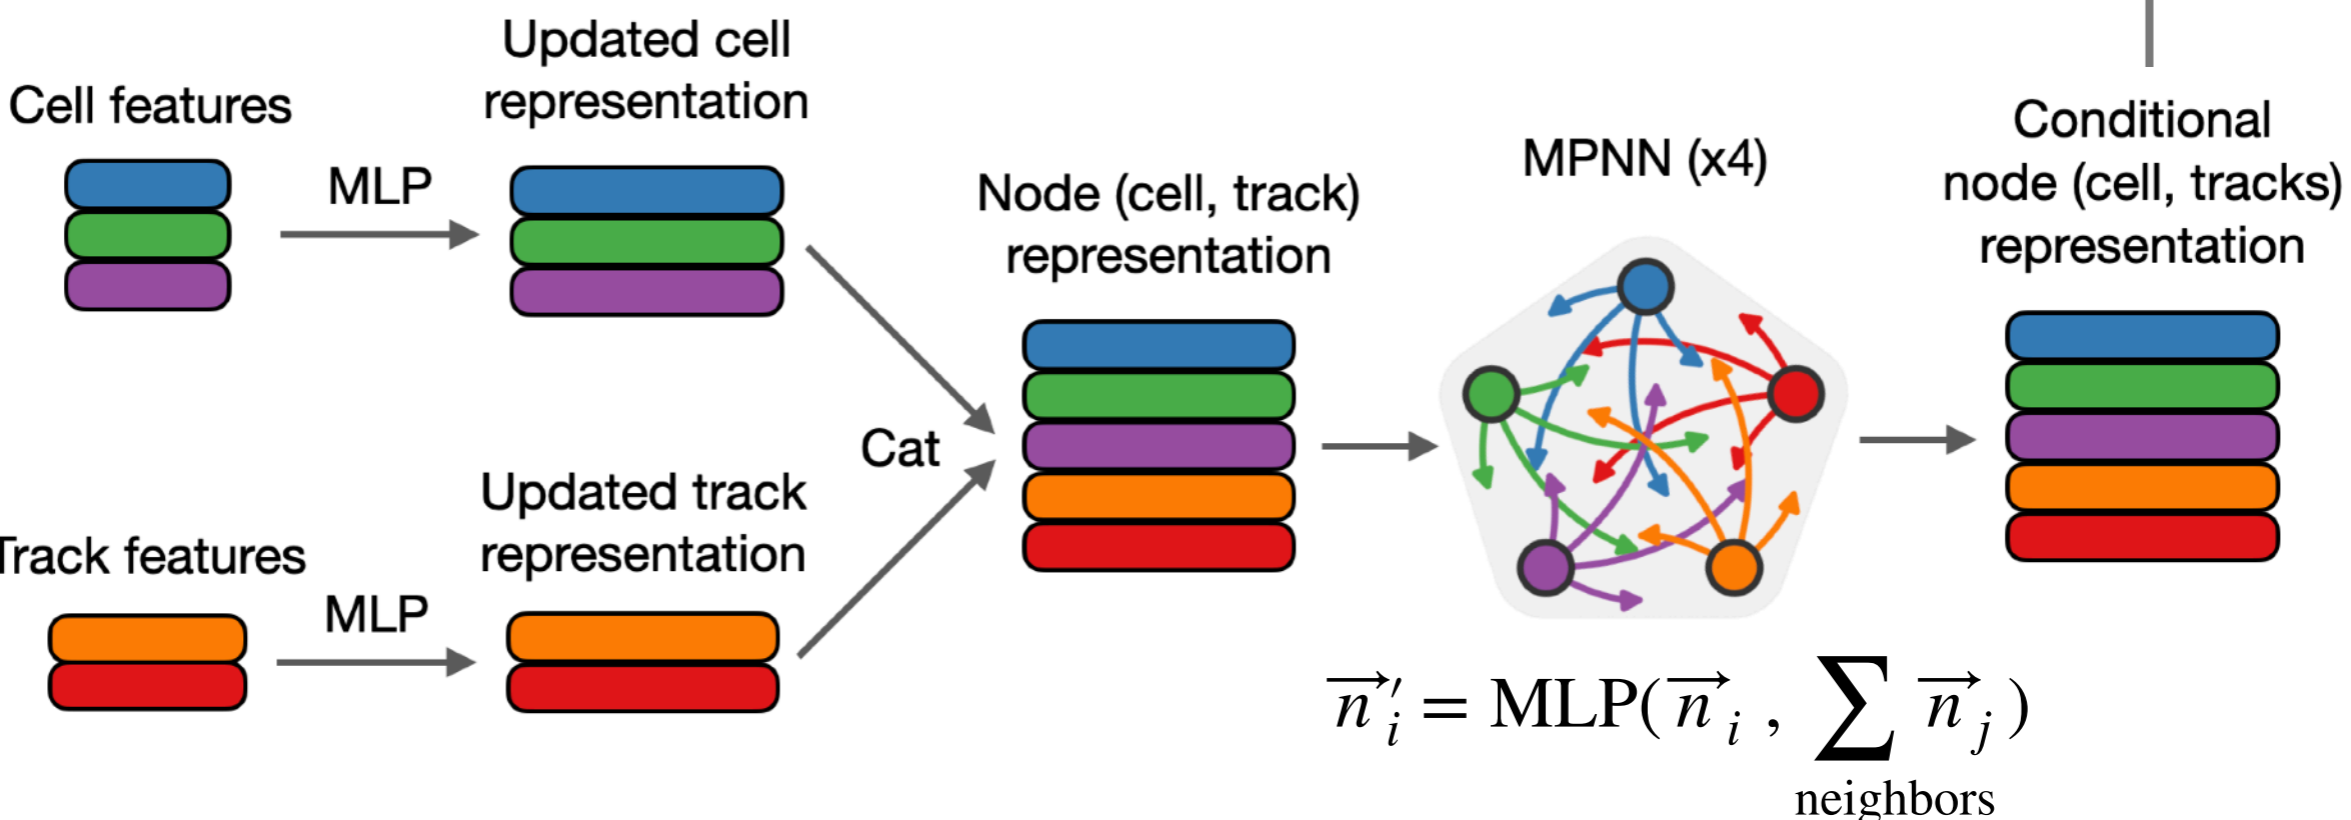 Cell features
MLP
Updated cell
representation
Track features
MLP
Updated track
representation
Cat
Node (cell, track)
representation
MPNN (x4)
n⃗′ᵢ = MLP(n⃗ᵢ , ∑ n⃗ⱼ)
neighbors
Conditional
node (cell, tracks)
representation